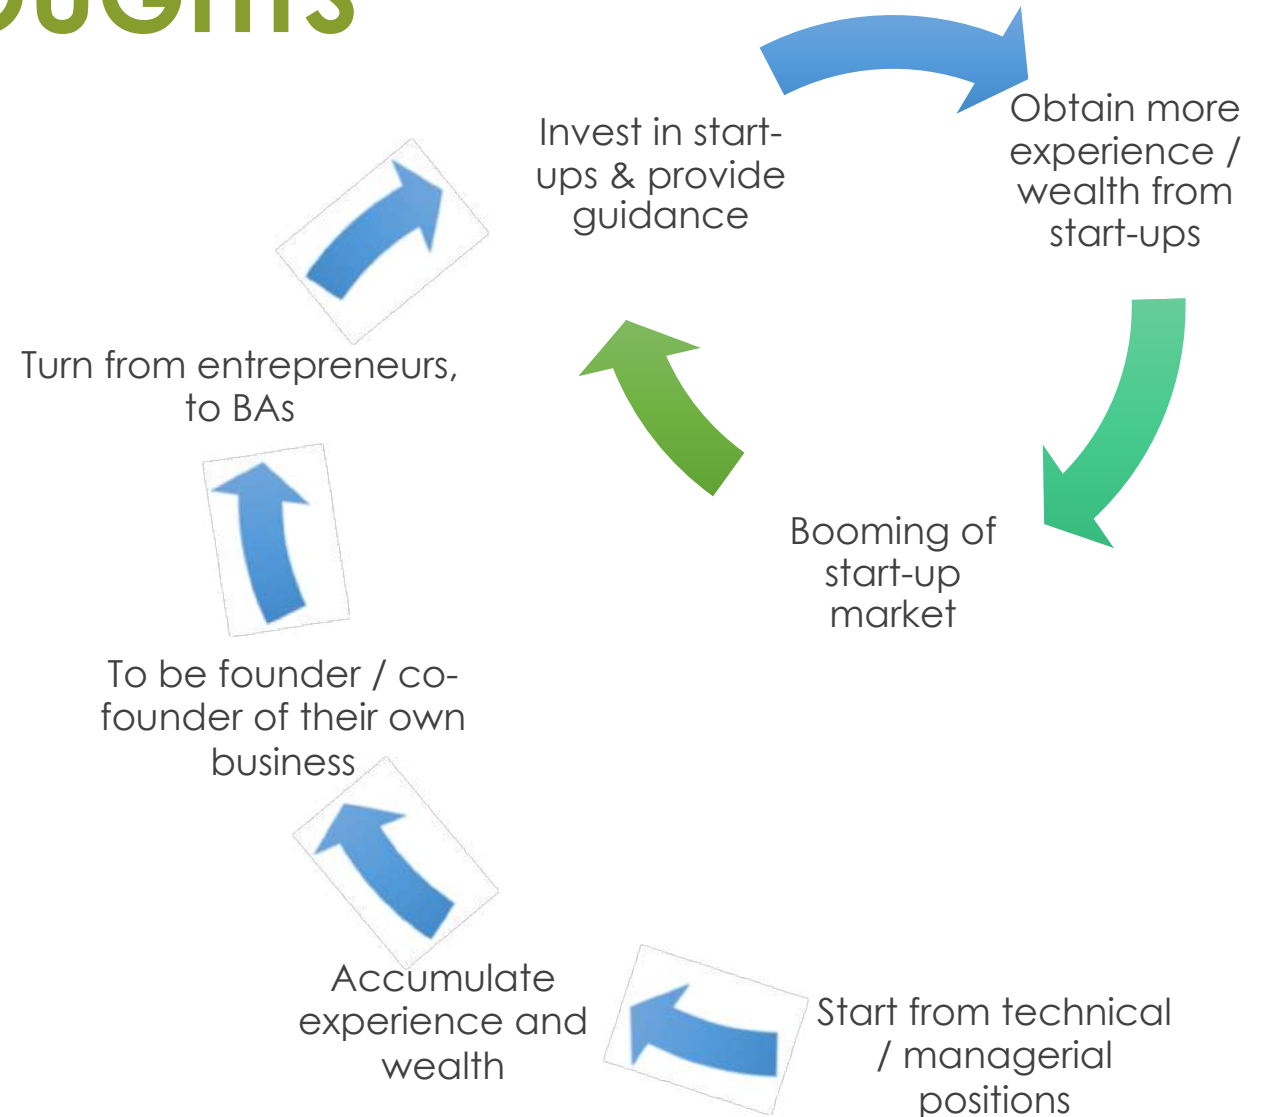 Invest in start-
ups & provide
guidance
Obtain more
experience /
wealth from
start-ups
Turn from entrepreneurs,
to BAs
Booming of
start-up
market
To be founder / co-
founder of their own
business
Accumulate
experience and
wealth
Start from technical
/ managerial
positions